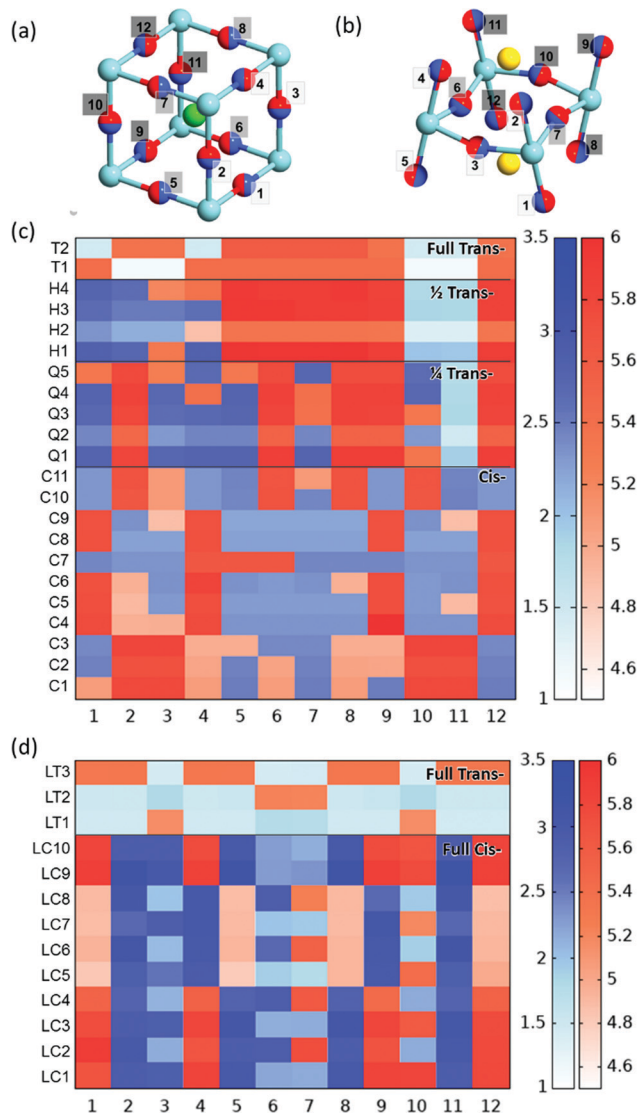 (a)
12
8
11
4
7
3
10
9
6
2
5
1
(b)
11
9
10
4
6
12
2
7
8
5
3
1
(c)
T2
T1
H4
H3
H2
H1
Q5
Q4
Q3
Q2
Q1
C11
C10
C9
C8
C7
C6
C5
C4
C3
C2
C1
Full Trans-
½ Trans-
¼ Trans-
Cis-
1 2 3 4 5 6 7 8 9 10 11 12
3.5
3
2.5
2
1.5
1
6
5.8
5.6
5.4
5.2
5
4.8
4.6
(d)
LT3
LT2
LT1
LC10
LC9
LC8
LC7
LC6
LC5
LC4
LC3
LC2
LC1
Full Trans-
Full Cis-
1 2 3 4 5 6 7 8 9 10 11 12
3.5
3
2.5
2
1.5
1
6
5.8
5.6
5.4
5.2
5
4.8
4.6